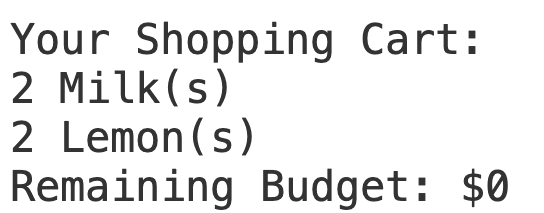 Your Shopping Cart:
2 Milk(s)
2 Lemon(s)
Remaining Budget: $0